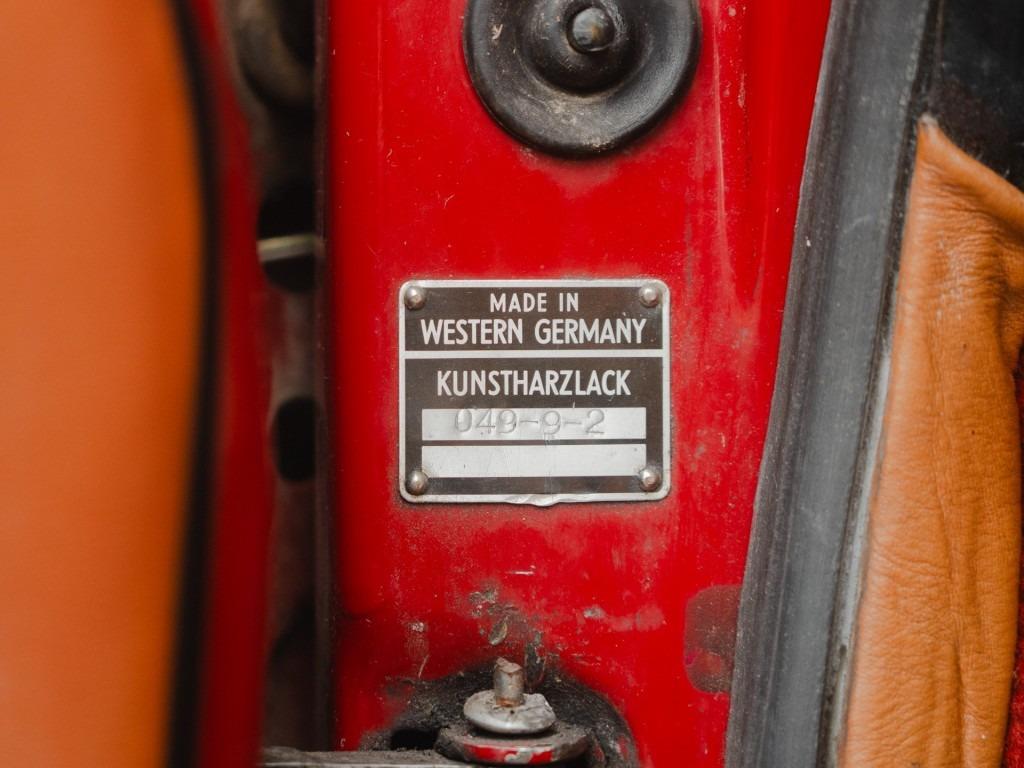 MADE IN
WESTERN GERMANY
KUNSTHARZLACK
049-9-2